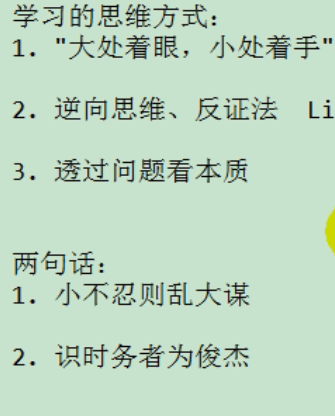 学习的思维方式：
1. "大处着眼，小处着手"
2. 逆向思维、反证法 Li
3. 透过问题看本质
两句话：
1. 小不忍则乱大谋
2. 识时务者为俊杰